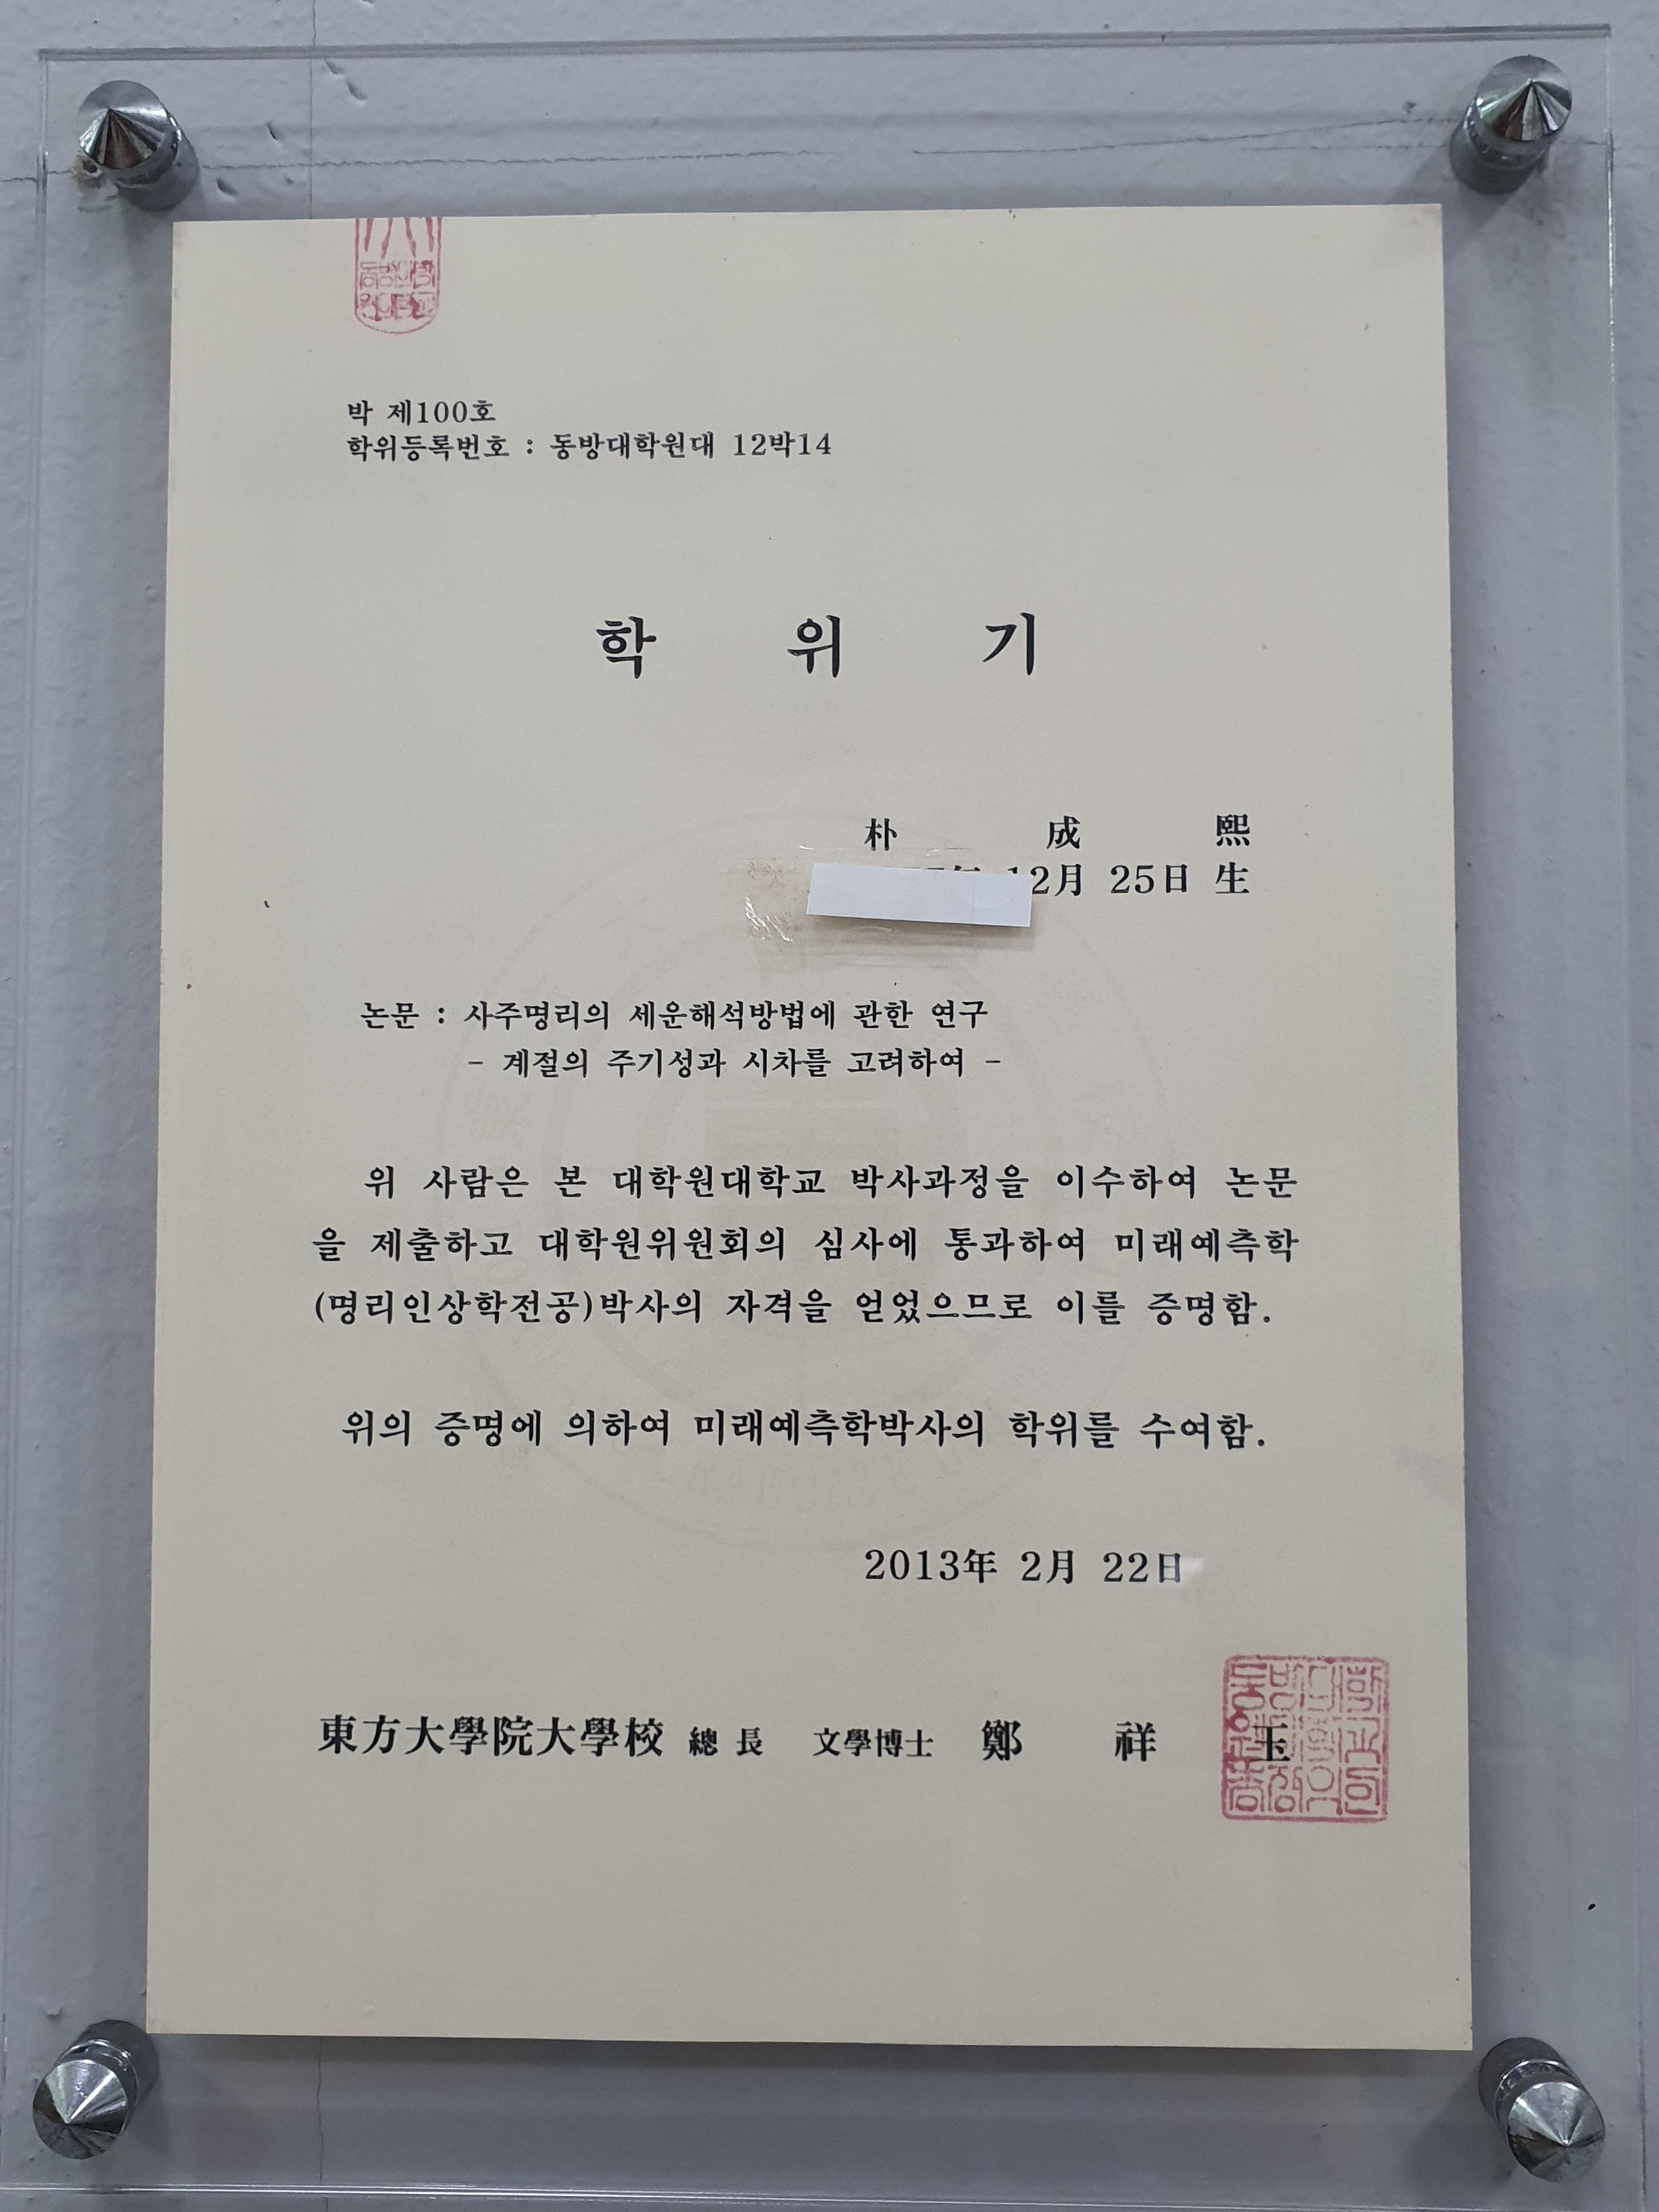 박 제100호
학위등록번호 : 동방대학원대 12박14
학 위 기
朴 成 熙
12月 25日 生
논문 : 사주명리의 세운해석방법에 관한 연구
- 계절의 주기성과 시차를 고려하여 -
위 사람은 본 대학원대학교 박사과정을 이수하여 논문
을 제출하고 대학원위원회의 심사에 통과하여 미래예측학
(명리인상학전공)박사의 자격을 얻었으므로 이를 증명함.
위의 증명에 의하여 미래예측학박사의 학위를 수여함.
2013年 2月 22日
東方大學院大學校 總 長 文學博士 鄭 祥 玉